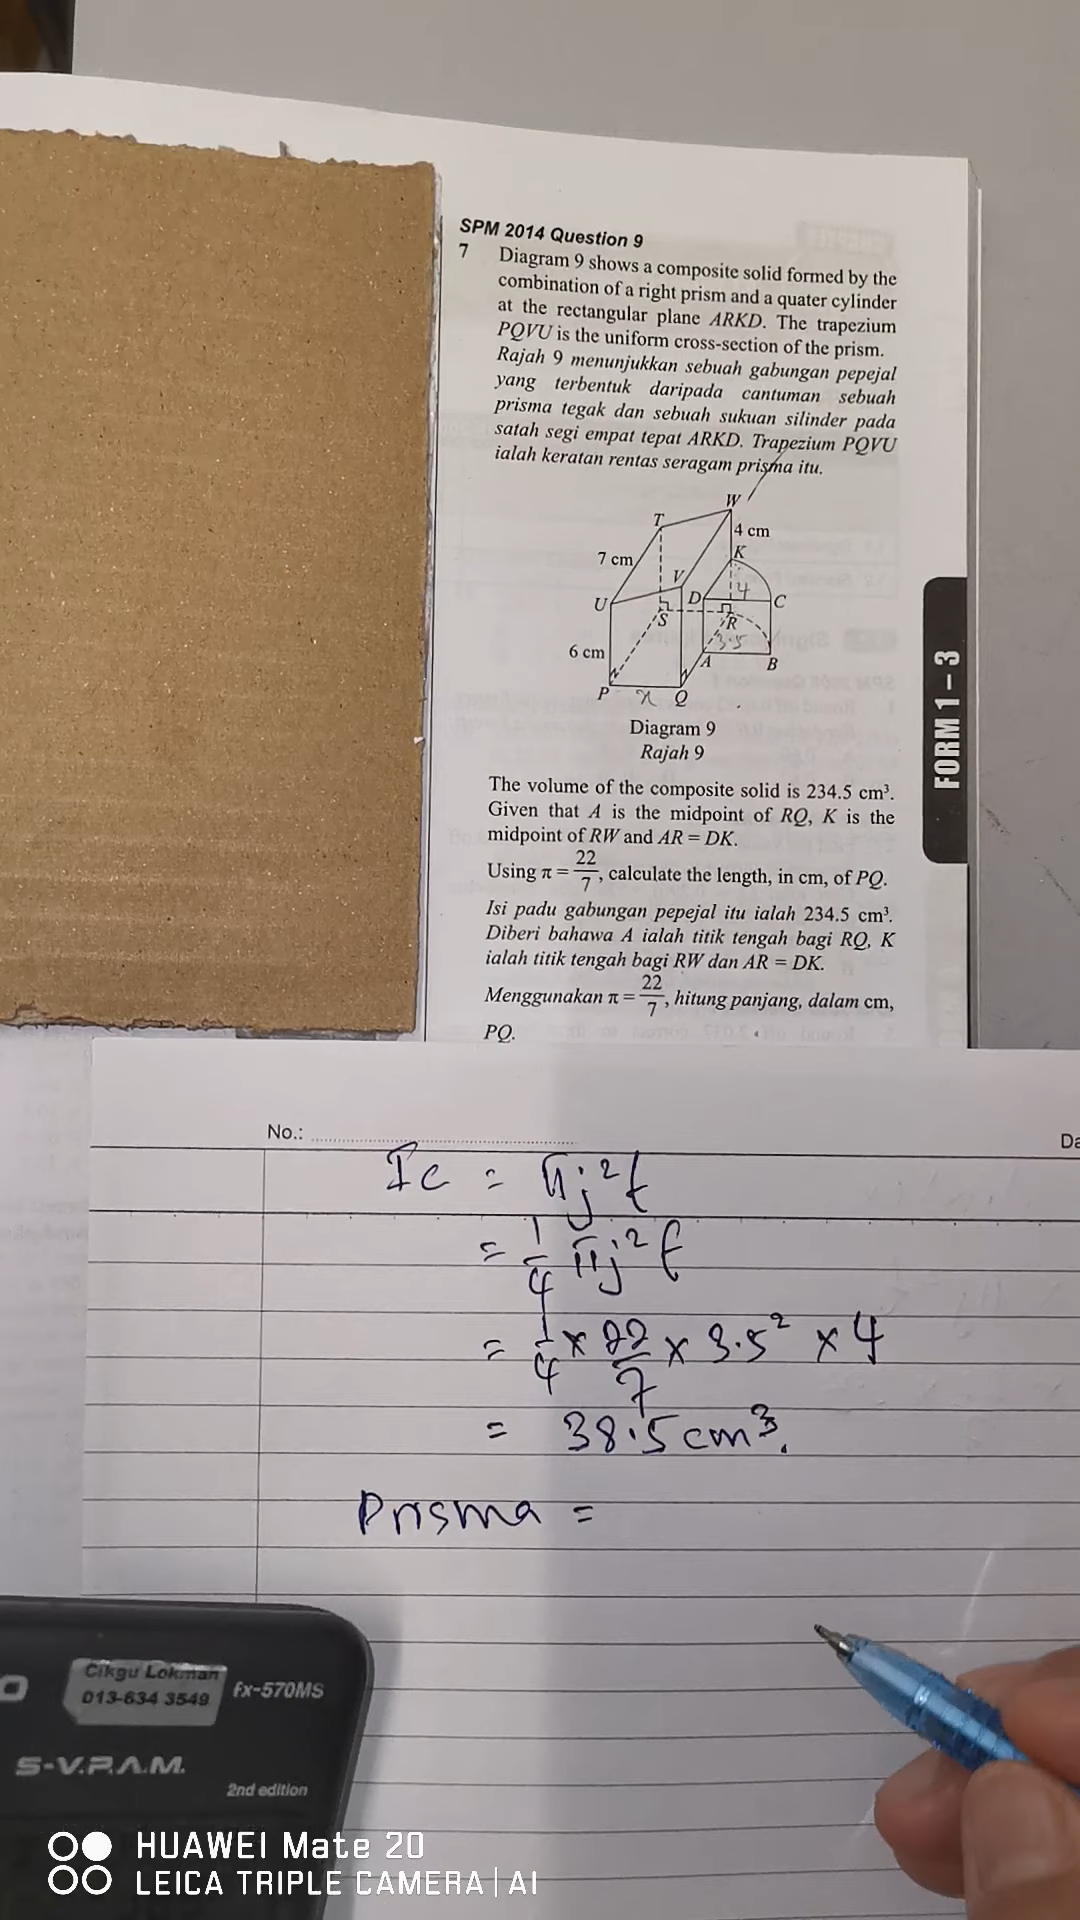 SPM 2014 Question 9
7 Diagram 9 shows a composite solid formed by the
combination of a right prism and a quater cylinder
at the rectangular plane ARKD. The trapezium
PQVU is the uniform cross-section of the prism.
Rajah 9 menunjukkan sebuah gabungan pepejal
yang terbentuk daripada cantuman sebuah
prisma tegak dan sebuah sukuan silinder pada
satah segi empat tepat ARKD. Trapezium PQVU
ialah keratan rentas seragam prisma itu.
W
T
4 cm
7 cm
K
V
4
U
D
C
S
R
6 cm
3.5
A
B
P
x
Q
Diagram 9
Rajah 9
The volume of the composite solid is 234.5 cm³.
Given that A is the midpoint of RQ, K is the
midpoint of RW and AR = DK.
Using π = 22/7, calculate the length, in cm, of PQ.
Isi padu gabungan pepejal itu ialah 234.5 cm³.
Diberi bahawa A ialah titik tengah bagi RQ, K
ialah titik tengah bagi RW dan AR = DK.
Menggunakan π = 22/7, hitung panjang, dalam cm,
PQ.
FORM 1 – 3
No.:
Da
Ic = πj²t
= 1/4 πj²t
= 1/4 × 22/7 × 3.5² × 4
= 38.5 cm³.
Prisma =
Cikgu Lokman
013-634 3549
fx-570MS
S-V.P.A.M.
2nd edition
HUAWEI Mate 20
LEICA TRIPLE CAMERA | AI